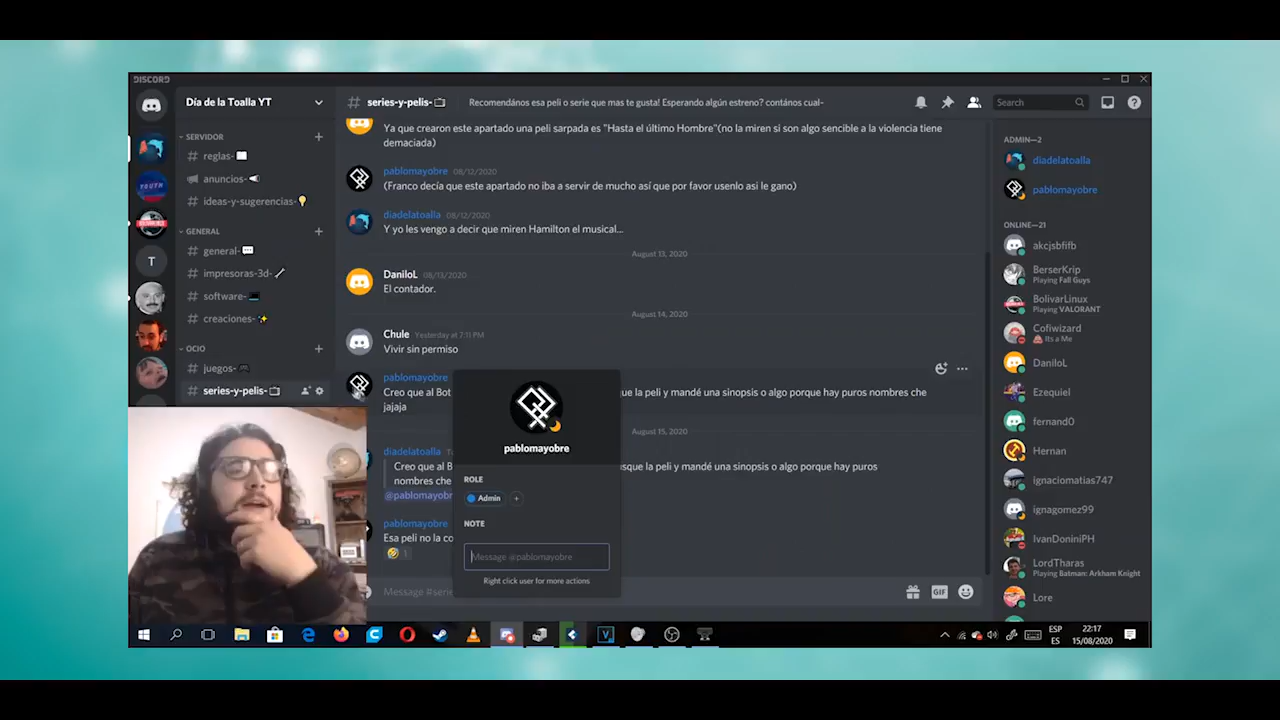 DISCORD
Día de la Toalla YT
SERVIDOR
reglas-
anuncios-
ideas-y-sugerencias-
GENERAL
general-
impresoras-3d-
software-
creaciones-
OCIO
juegos-
series-y-pelis-
YOUTH
T
series-y-pelis-
Recomendános esa peli o serie que mas te gusta! Esperando algún estreno? contános cual-
Search
Ya que crearon este apartado una peli sarpada es "Hasta el último Hombre"(no la miren si son algo sencible a la violencia tiene
demaciada)
pablomayobre 08/12/2020
(Franco decía que este apartado no iba a servir de mucho así que por favor usenlo asi le gano)
diadelatoalla 08/12/2020
Y yo les vengo a decir que miren Hamilton el musical...
August 13, 2020
DaniloL 08/13/2020
El contador.
August 14, 2020
Chule Yesterday at 7:11 PM
Vivir sin permiso
pablomayobre
Creo que al Bot
que la peli y mandé una sinopsis o algo porque hay puros nombres che
jajaja
August 15, 2020
diadelatoalla
Creo que al B
usque la peli y mandé una sinopsis o algo porque hay puros
nombres che
@pablomayobr
pablomayobre
Esa peli no la co
1
Message #serie
GIF
pablomayobre
ROLE
Admin
NOTE
Message @pablomayobre
Right click user for more actions
ADMIN—2
diadelatoalla
pablomayobre
ONLINE—21
akcjsbfifb
BerserKrip
Playing Fall Guys
BolivarLinux
Playing VALORANT
Cofiwizard
Its a Me
DaniloL
Ezequiel
fernand0
Hernan
ignaciomatias747
ignagomez99
IvanDoniniPH
LordTharas
Playing Batman: Arkham Knight
Lore
ESP
ES
22:17
15/08/2020